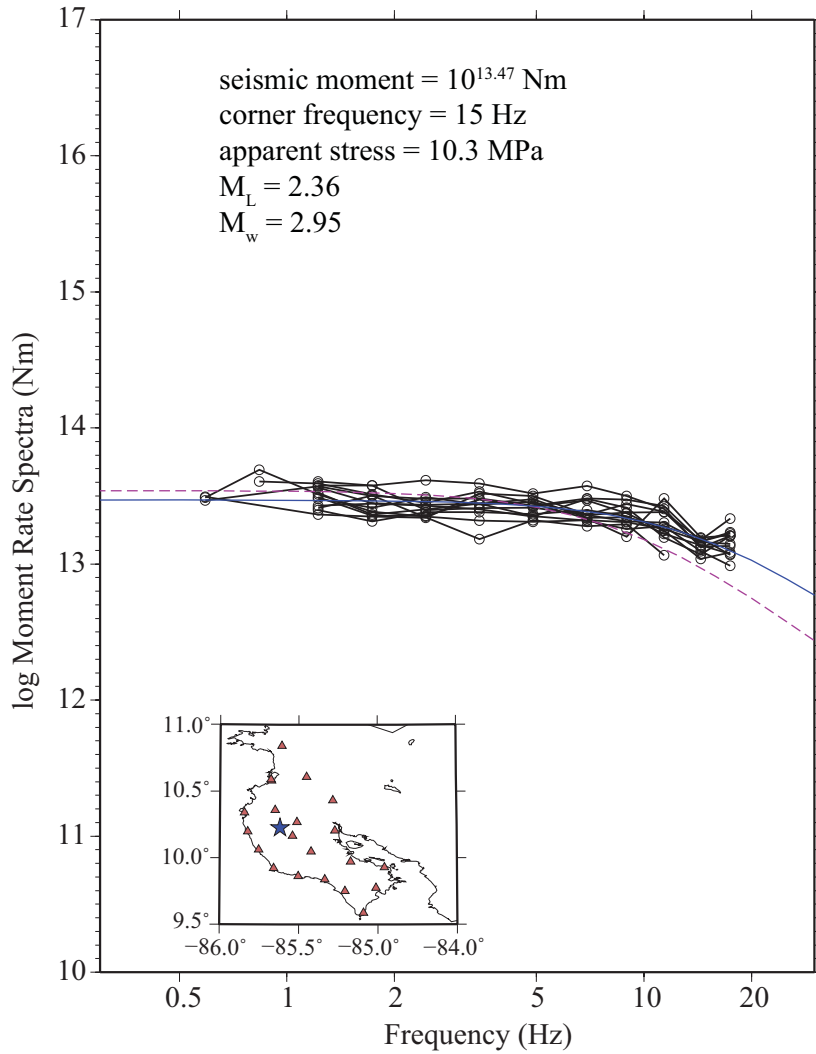 17
16
15
14
13
12
11
10
log Moment Rate Spectra (Nm)
seismic moment = 10^13.47 Nm
corner frequency = 15 Hz
apparent stress = 10.3 MPa
M_L = 2.36
M_w = 2.95
11.0°
10.5°
10.0°
9.5°
−86.0° −85.5° −85.0° −84.0°
0.5 1 2 5 10 20
Frequency (Hz)